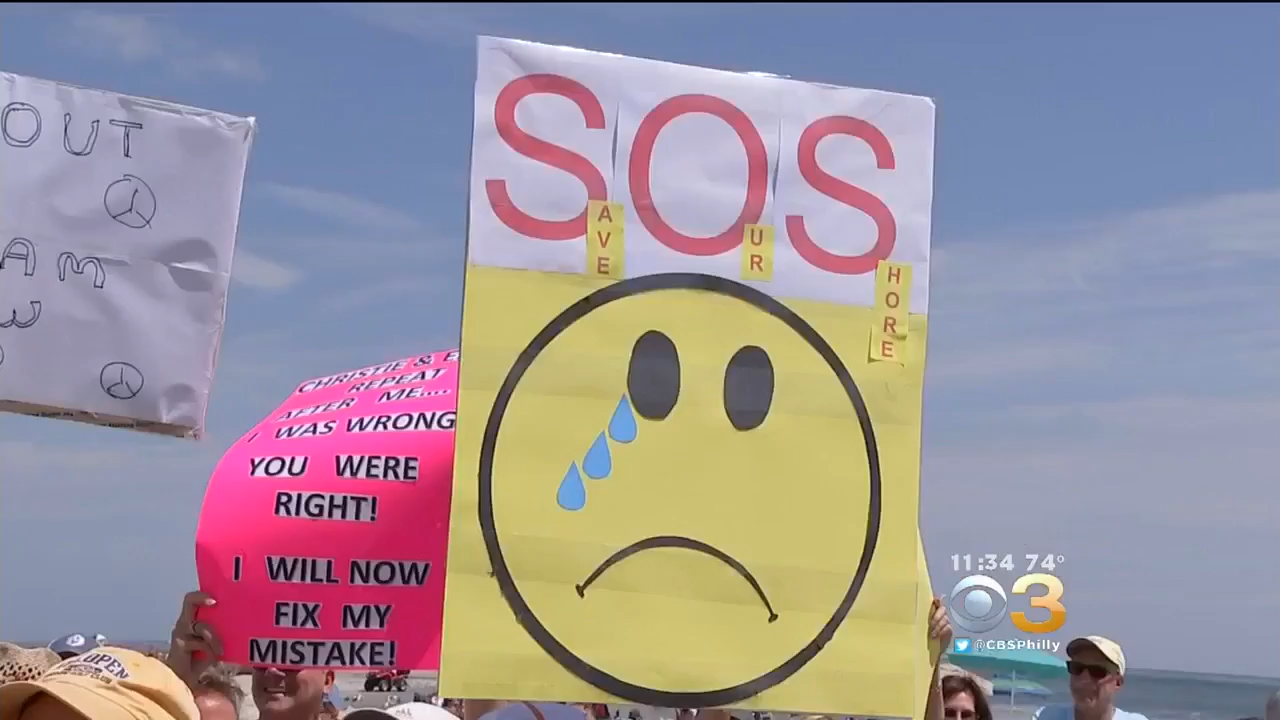 OUT
AM
SOS
AVE
UR
HORE
CHRISTIE &
REPEAT
AFTER ME....
I WAS WRONG
YOU WERE
RIGHT!
I WILL NOW
FIX MY
MISTAKE!
OPEN
11:34 74°
3
@CBSPhilly